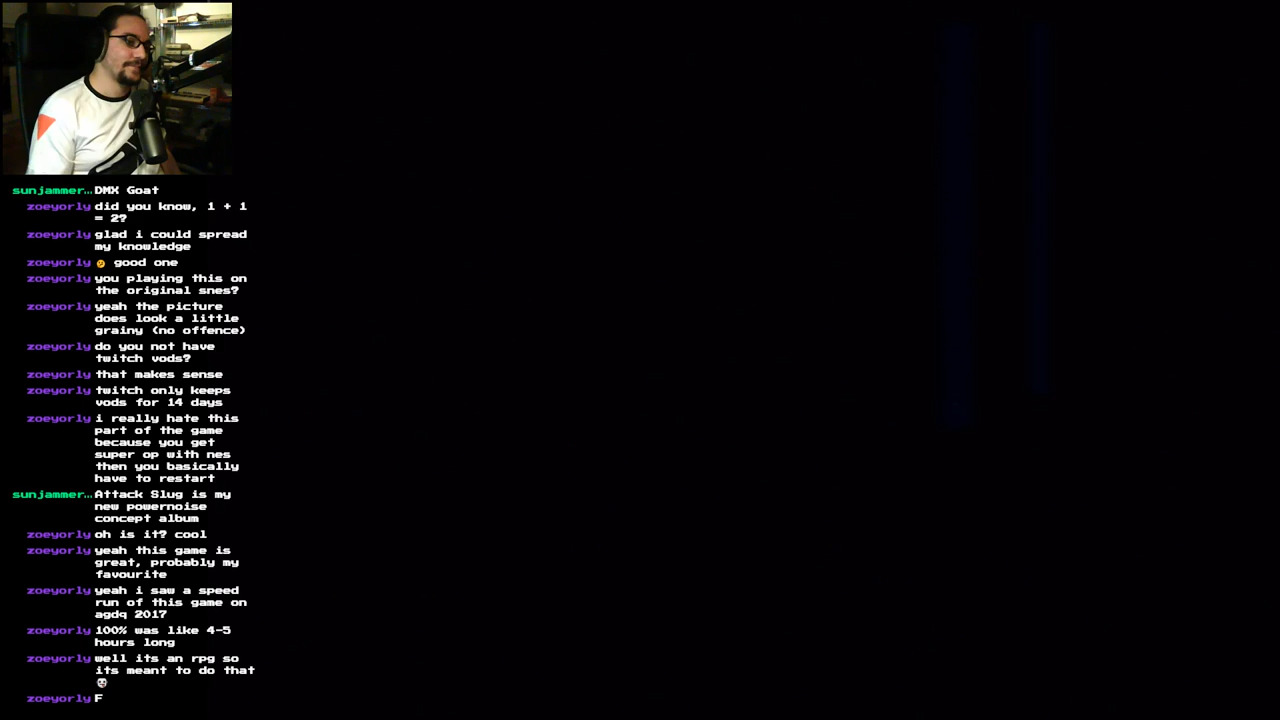 sunjammer… DMX Goat
zoeyorly did you know, 1 + 1
= 2?
zoeyorly glad i could spread
my knowledge
zoeyorly 🤔 good one
zoeyorly you playing this on
the original snes?
zoeyorly yeah the picture
does look a little
grainy (no offence)
zoeyorly do you not have
twitch vods?
zoeyorly that makes sense
zoeyorly twitch only keeps
vods for 14 days
zoeyorly i really hate this
part of the game
because you get
super op with nes
then you basically
have to restart
sunjammer… Attack Slug is my
new powernoise
concept album
zoeyorly oh is it? cool
zoeyorly yeah this game is
great, probably my
favourite
zoeyorly yeah i saw a speed
run of this game on
agdq 2017
zoeyorly 100% was like 4-5
hours long
zoeyorly well its an rpg so
its meant to do that
zoeyorly F